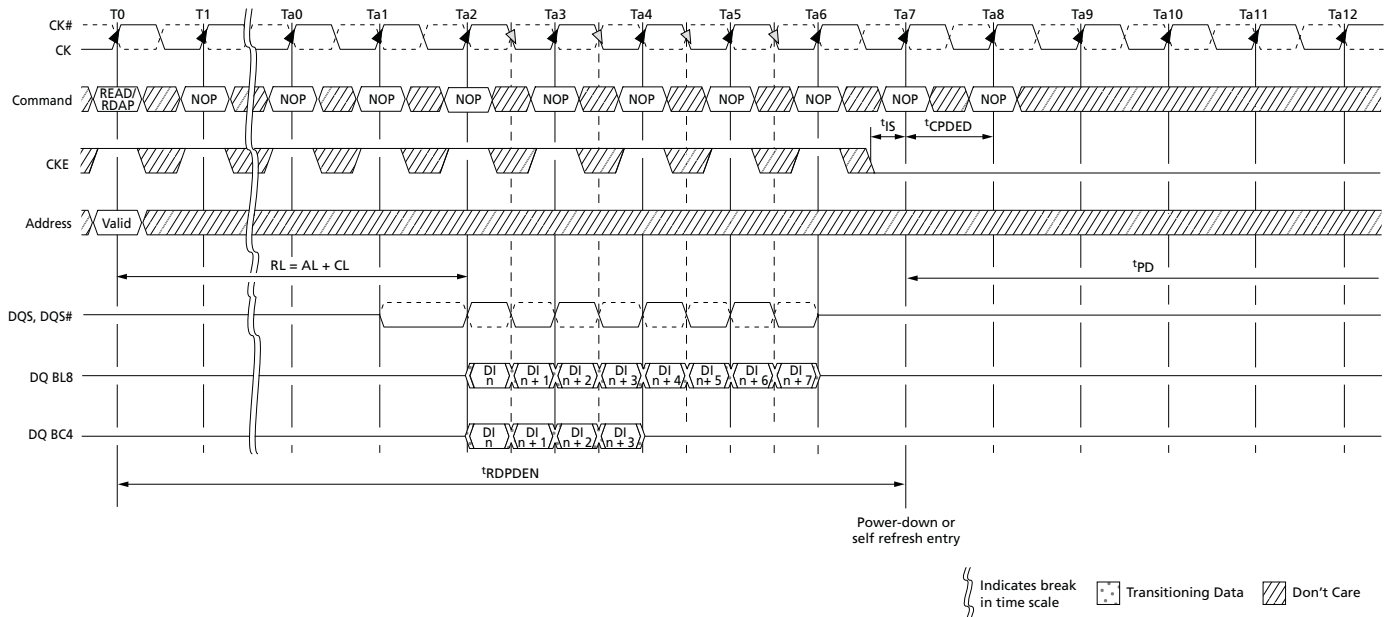 T0 T1 Ta0 Ta1 Ta2 Ta3 Ta4 Ta5 Ta6 Ta7 Ta8 Ta9 Ta10 Ta11 Ta12
CK#
CK
Command READ/ RDAP NOP NOP NOP NOP NOP NOP NOP NOP NOP NOP
tIS tCPDED
CKE
Address Valid
RL = AL + CL tPD
DQS, DQS#
DQ BL8 DI n DI n + 1 DI n + 2 DI n + 3 DI n + 4 DI n + 5 DI n + 6 DI n + 7
DQ BC4 DI n DI n + 1 DI n + 2 DI n + 3
tRDPDEN
Power-down or
self refresh entry
Indicates break
in time scale
Transitioning Data
Don't Care